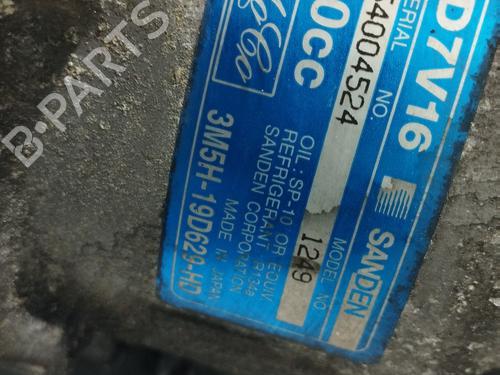 D7V16
SANDEN
SERIAL NO.
54004524
MODEL NO
1249
0CC
OIL: SP-10 OR EQUIV
REFRIGERANT R134a
SANDEN CORPORATION
MADE IN JAPAN
3M5H-19D629-HD
B-PARTS